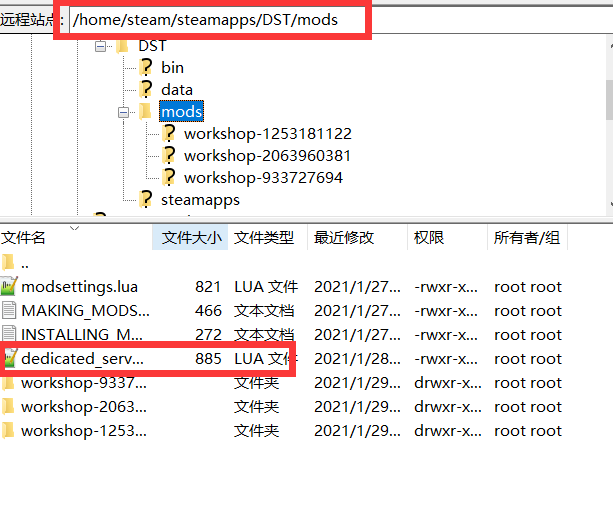 远程站点: /home/steam/steamapps/DST/mods
DST
bin
data
mods
workshop-1253181122
workshop-2063960381
workshop-933727694
steamapps
文件名 文件大小 文件类型 最近修改 权限 所有者/组
..
modsettings.lua 821 LUA 文件 2021/1/27... -rwxr-x... root root
MAKING_MODS... 466 文本文档 2021/1/27... -rwxr-x... root root
INSTALLING_M... 272 文本文档 2021/1/27... -rwxr-x... root root
dedicated_serv... 885 LUA 文件 2021/1/28... -rwxr-x... root root
workshop-9337... 文件夹 2021/1/29... drwxr-x... root root
workshop-2063... 文件夹 2021/1/29... drwxr-x... root root
workshop-1253... 文件夹 2021/1/29... drwxr-x... root root